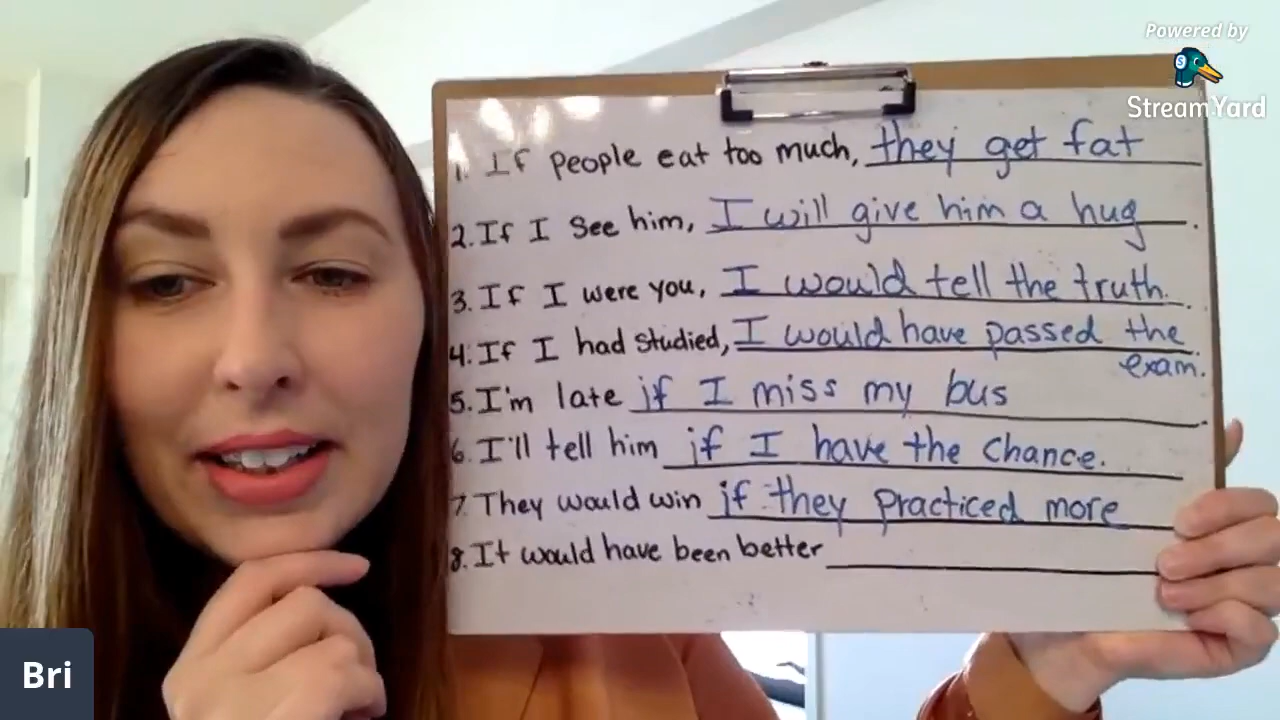 Powered by
StreamYard
1. If people eat too much, they get fat
2. If I see him, I will give him a hug.
3. If I were you, I would tell the truth.
4. If I had studied, I would have passed the
exam.
5. I'm late if I miss my bus.
6. I'll tell him if I have the chance.
7. They would win if they practiced more
8. It would have been better
Bri